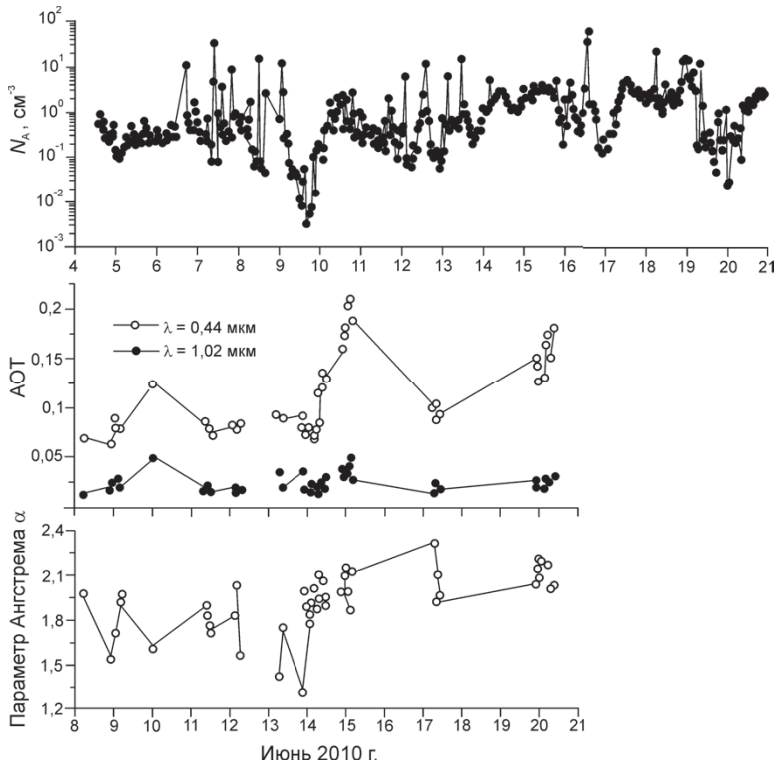 10²
10¹
10⁰
10⁻¹
10⁻²
10⁻³
N_A, см⁻³
4 5 6 7 8 9 10 11 12 13 14 15 16 17 18 19 20 21
0,2
0,15
0,1
0,05
АОТ
λ = 0,44 мкм
λ = 1,02 мкм
2,4
2,1
1,8
1,5
1,2
Параметр Ангстрема α
8 9 10 11 12 13 14 15 16 17 18 19 20 21
Июнь 2010 г.